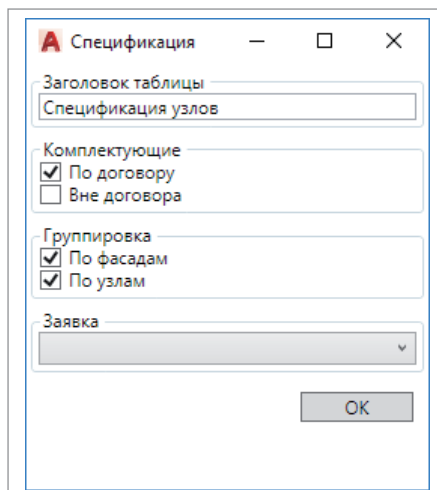 Спецификация
Заголовок таблицы
Спецификация узлов
Комплектующие
По договору
Вне договора
Группировка
По фасадам
По узлам
Заявка
OK